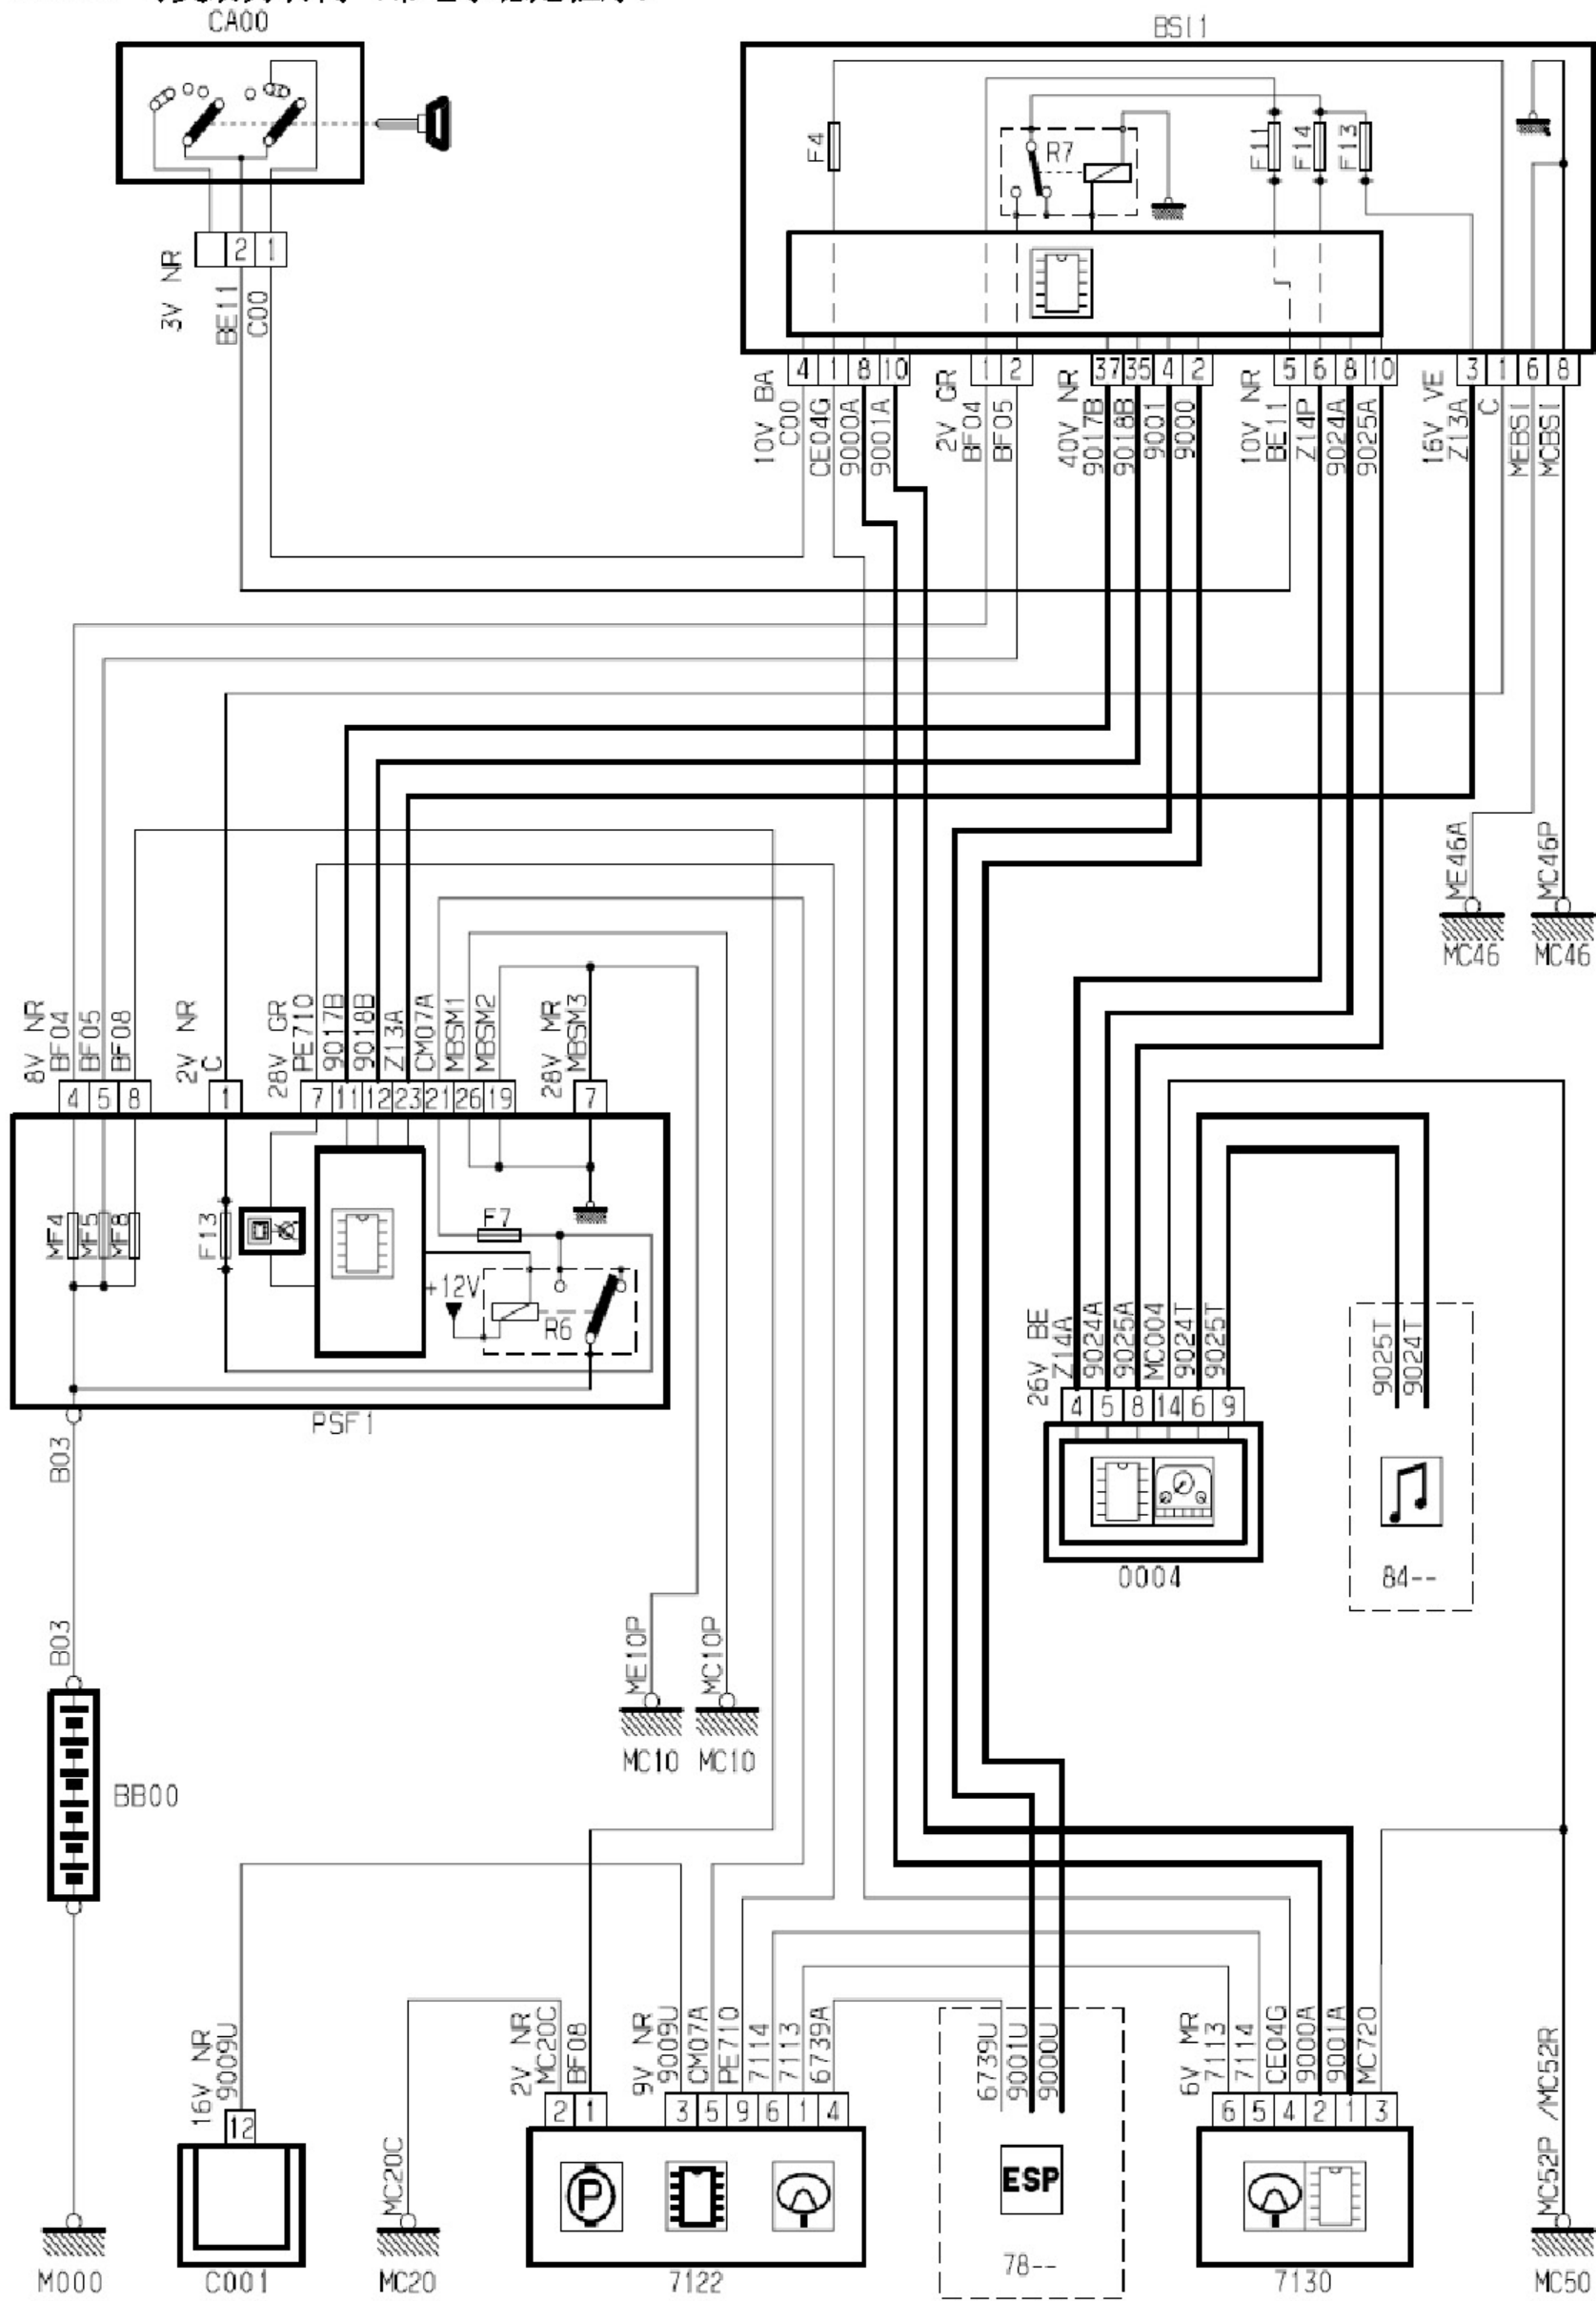 CA00
BSI1
F4
R7
F11
F14
F13
2 1
3V NR
BE11
C00
4 1 8 10
1 2
37 35 4 2
5 6 8 10
3 1 6 8
10V BA
C00
CE04G
9000A
9001A
2V GR
BF04
BF05
40V NR
9017B
9018B
9001
9000
10V NR
BE11
Z14P
9024A
9025A
16V VE
Z13A
C
MEBSI
MCBSI
ME46A
MC46P
MC46
MC46
8V NR
BF04
BF05
BF08
2V NR
C
28V GR
PE710
9017B
9018B
Z13A
CM07A
MBSM1
MBSM2
28V MR
MBSM3
4 5 8
1
7 11 12 23 21 26 19
7
MF4
MF5
MF8
F13
F7
+12V
R6
PSF1
B03
B03
BB00
ME10P
MC10P
MC10
MC10
26V BE
Z14A
9024A
9025A
MC004
9024T
9025T
4 5 8 14 6 9
0004
9025T
9024T
84--
16V NR
9009U
12
MC20C
2V NR
MC20C
BF08
2 1
9V NR
9009U
CM07A
PE710
7114
7113
6739A
3 5 9 6 1 4
6739U
9001U
9000U
P
ESP
78--
6V MR
7113
7114
CE04G
9000A
9001A
MC720
6 5 4 2 1 3
MC52P /MC52R
M000
C001
MC20
7122
7130
MC50